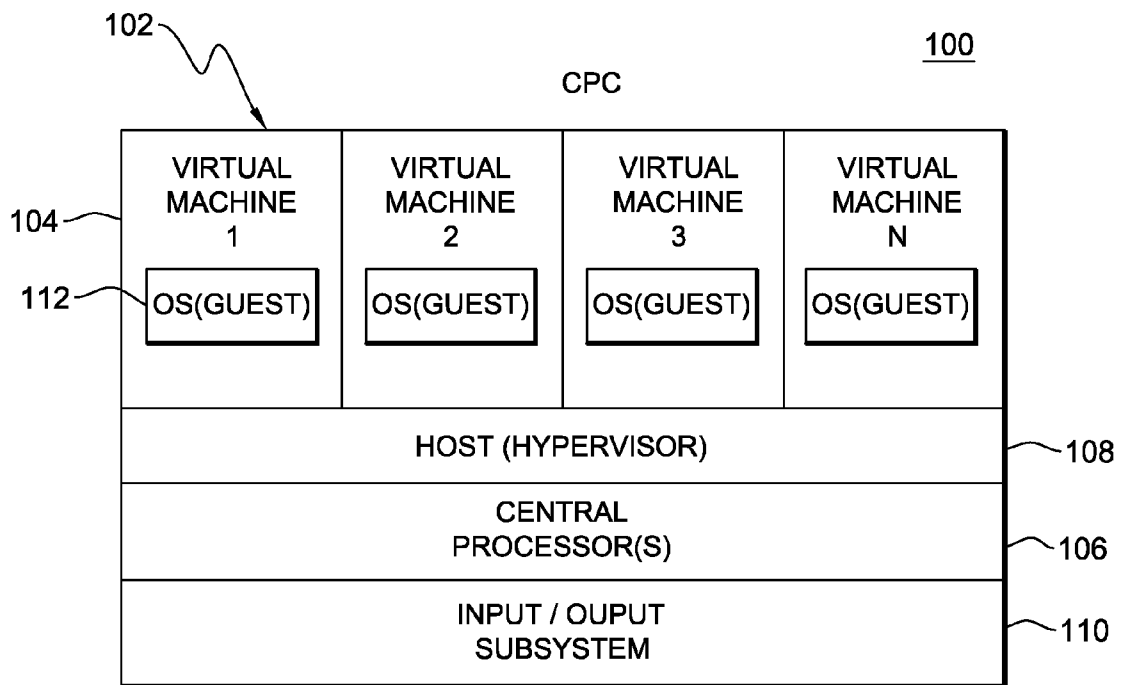 102
100
CPC
VIRTUAL MACHINE 1
VIRTUAL MACHINE 2
VIRTUAL MACHINE 3
VIRTUAL MACHINE N
104
112
OS(GUEST)
OS(GUEST)
OS(GUEST)
OS(GUEST)
HOST (HYPERVISOR)
108
CENTRAL
PROCESSOR(S)
106
INPUT / OUPUT
SUBSYSTEM
110